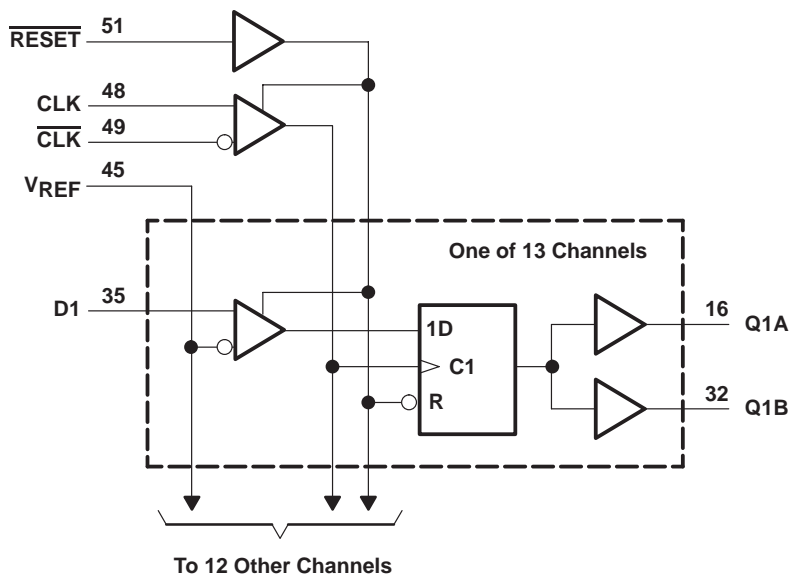 RESET 51
CLK 48
CLK 49
VREF 45
One of 13 Channels
D1 35
1D
C1
R
16 Q1A
32 Q1B
To 12 Other Channels